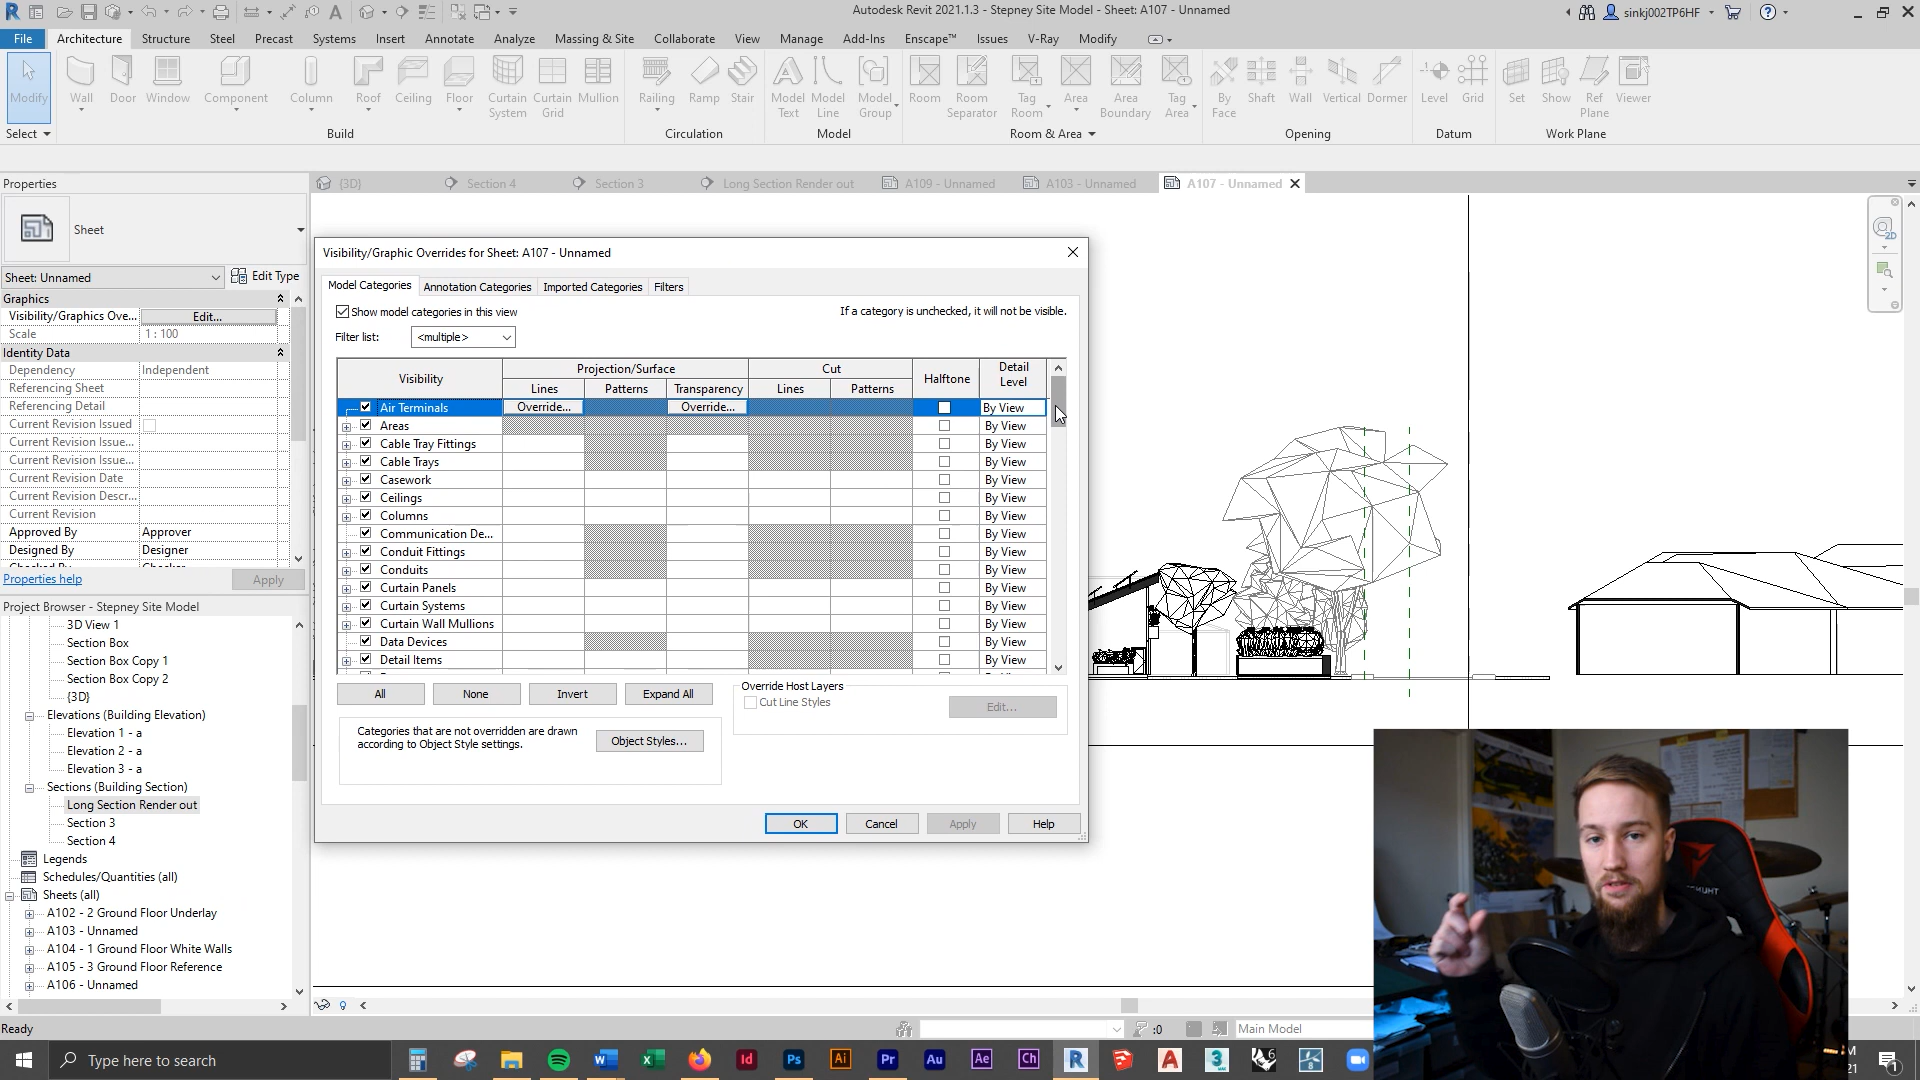 Autodesk Revit 2021.1.3 - Stepney Site Model - Sheet: A107 - Unnamed
sinkj002TP6HF
File Architecture Structure Steel Precast Systems Insert Annotate Analyze Massing & Site Collaborate View Manage Add-Ins Enscape™ Issues V-Ray Modify
Modify Wall Door Window Component Column Roof Ceiling Floor Curtain System Curtain Grid Mullion Railing Ramp Stair Model Text Model Line Model Group Room Room Separator Tag Room Area Area Boundary Tag Area By Face Shaft Wall Vertical Dormer Level Grid Set Show Ref Plane Viewer
Select Build Circulation Model Room & Area Opening Datum Work Plane
Properties
{3D} Section 4 Section 3 Long Section Render out A109 - Unnamed A103 - Unnamed A107 - Unnamed
Sheet
Sheet: Unnamed Edit Type
Graphics
Visibility/Graphics Ove... Edit...
Scale 1 : 100
Identity Data
Dependency Independent
Referencing Sheet
Referencing Detail
Current Revision Issued
Current Revision Issue...
Current Revision Issue...
Current Revision Date
Current Revision Descr...
Current Revision
Approved By Approver
Designed By Designer
Properties help Apply
Project Browser - Stepney Site Model
3D View 1
Section Box
Section Box Copy 1
Section Box Copy 2
{3D}
Elevations (Building Elevation)
Elevation 1 - a
Elevation 2 - a
Elevation 3 - a
Sections (Building Section)
Long Section Render out
Section 3
Section 4
Legends
Schedules/Quantities (all)
Sheets (all)
A102 - 2 Ground Floor Underlay
A103 - Unnamed
A104 - 1 Ground Floor White Walls
A105 - 3 Ground Floor Reference
A106 - Unnamed
Visibility/Graphic Overrides for Sheet: A107 - Unnamed
Model Categories Annotation Categories Imported Categories Filters
Show model categories in this view If a category is unchecked, it will not be visible.
Filter list: <multiple>
Visibility Projection/Surface Cut Halftone Detail Level
Lines Patterns Transparency Lines Patterns
Air Terminals Override... Override... By View
Areas By View
Cable Tray Fittings By View
Cable Trays By View
Casework By View
Ceilings By View
Columns By View
Communication De... By View
Conduit Fittings By View
Conduits By View
Curtain Panels By View
Curtain Systems By View
Curtain Wall Mullions By View
Data Devices By View
Detail Items By View
All None Invert Expand All
Override Host Layers
Cut Line Styles Edit...
Categories that are not overridden are drawn
according to Object Style settings.
Object Styles...
OK Cancel Apply Help
2D
Ready
:0
Main Model
Type here to search